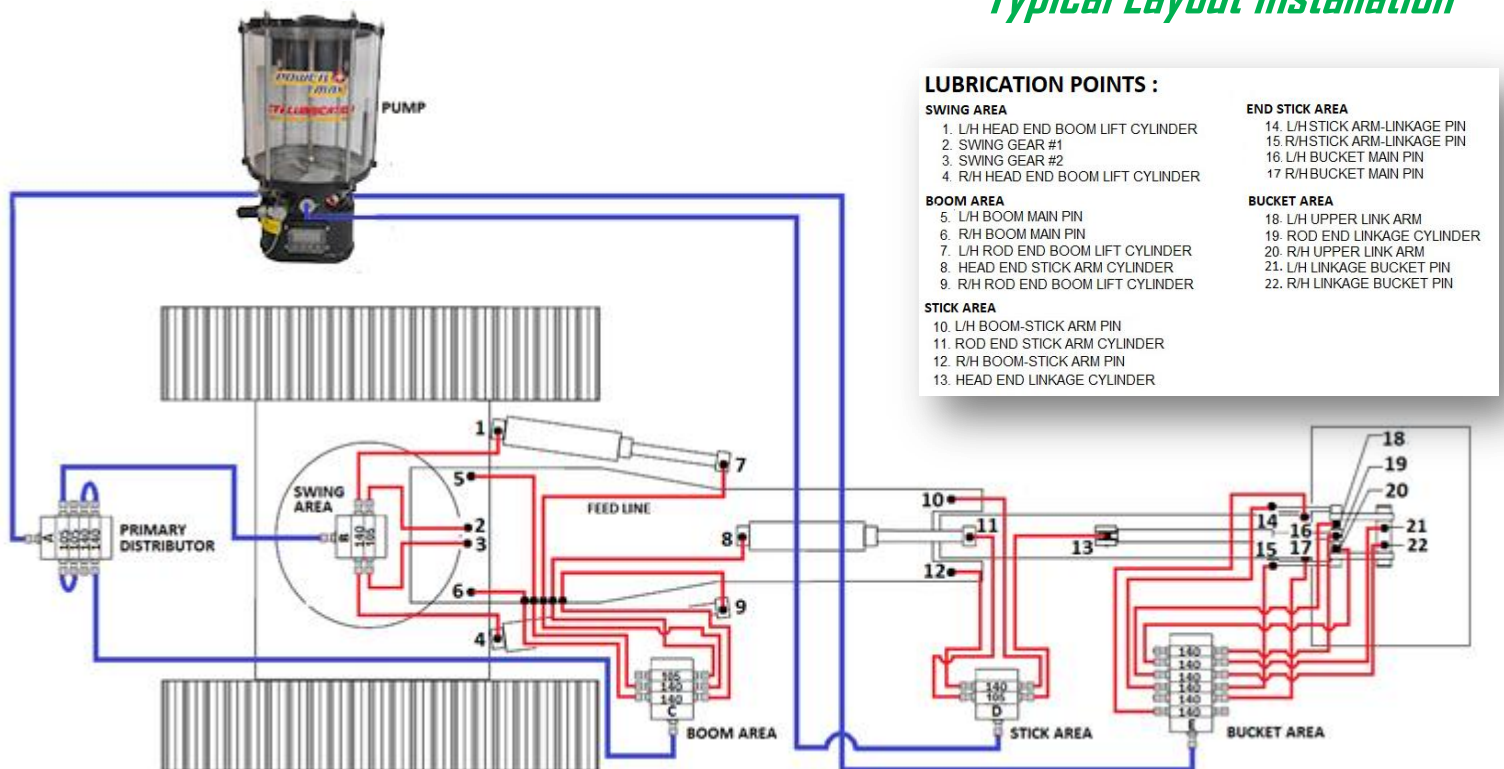 Typical Layout Installation
POWER
MAX
LUBRICATION
PUMP
LUBRICATION POINTS :
SWING AREA
1. L/H HEAD END BOOM LIFT CYLINDER
2. SWING GEAR #1
3. SWING GEAR #2
4. R/H HEAD END BOOM LIFT CYLINDER
BOOM AREA
5. L/H BOOM MAIN PIN
6. R/H BOOM MAIN PIN
7. L/H ROD END BOOM LIFT CYLINDER
8. HEAD END STICK ARM CYLINDER
9. R/H ROD END BOOM LIFT CYLINDER
STICK AREA
10. L/H BOOM-STICK ARM PIN
11. ROD END STICK ARM CYLINDER
12. R/H BOOM-STICK ARM PIN
13. HEAD END LINKAGE CYLINDER
END STICK AREA
14. L/H STICK ARM-LINKAGE PIN
15. R/H STICK ARM-LINKAGE PIN
16. L/H BUCKET MAIN PIN
17 R/H BUCKET MAIN PIN
BUCKET AREA
18. L/H UPPER LINK ARM
19. ROD END LINKAGE CYLINDER
20. R/H UPPER LINK ARM
21. L/H LINKAGE BUCKET PIN
22. R/H LINKAGE BUCKET PIN
A
105
140
140
140
PRIMARY
DISTRIBUTOR
SWING
AREA
B
140
105
1
5
2
3
6
4
7
FEED LINE
8
9
10
11
12
13
14
15
16
17
18
19
20
21
22
105
140
140
C
BOOM AREA
140
105
D
STICK AREA
140
140
140
140
140
E
BUCKET AREA